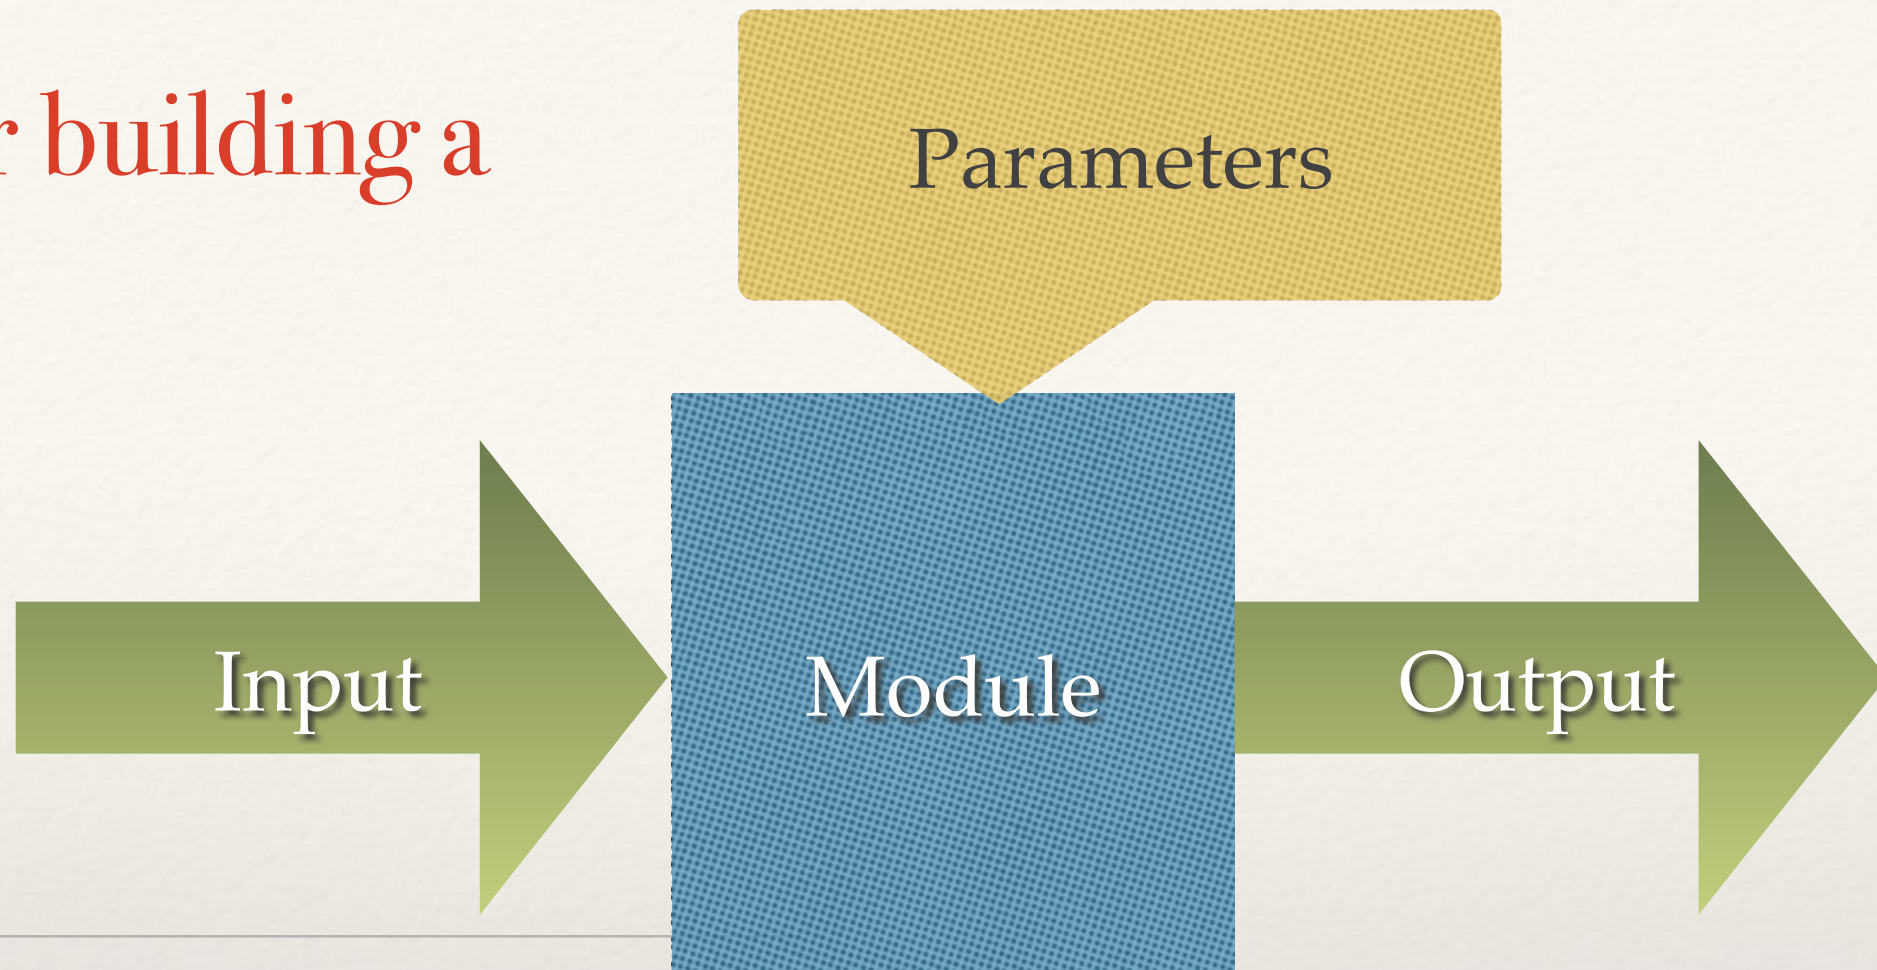 building a
Parameters
Input
Module
Output